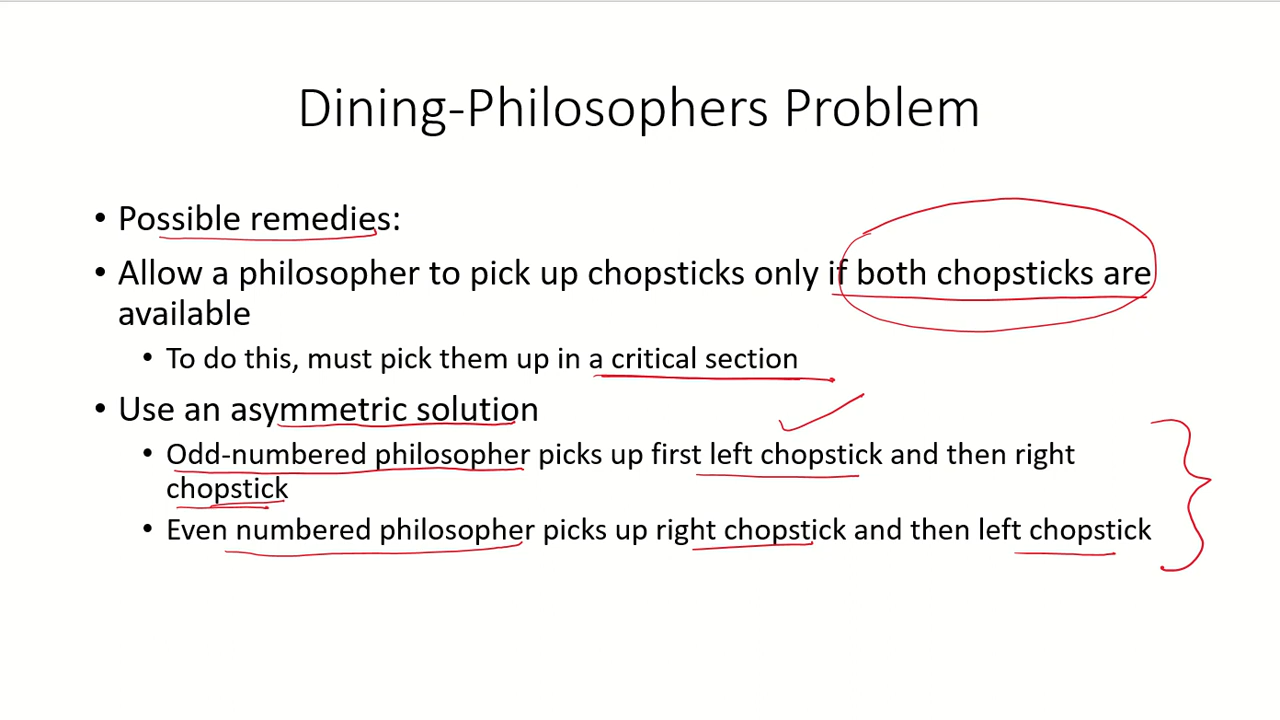 Dining-Philosophers Problem
• Possible remedies:
• Allow a philosopher to pick up chopsticks only if both chopsticks are
available
• To do this, must pick them up in a critical section
• Use an asymmetric solution
• Odd-numbered philosopher picks up first left chopstick and then right
chopstick
• Even numbered philosopher picks up right chopstick and then left chopstick